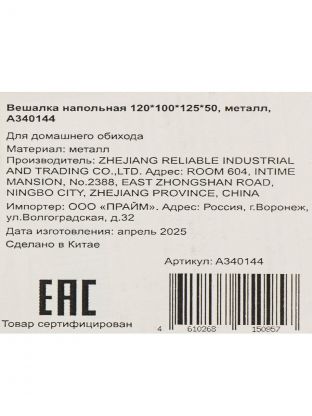 Вешалка напольная 120*100*125*50, металл,
А340144
Для домашнего обихода
Материал: металл
Производитель: ZHEJIANG RELIABLE INDUSTRIAL
AND TRADING CO.,LTD. Адрес: ROOM 604, INTIME
MANSION, No.2388, EAST ZHONGSHAN ROAD,
NINGBO CITY, ZHEJIANG PROVINCE, CHINA
Импортер: ООО «ПРАЙМ». Адрес: Россия, г.Воронеж,
ул.Волгоградская, д.32
Дата изготовления: апрель 2025
Сделано в Китае
Артикул: А340144
ЕАС
Товар сертифицирован
4 610268 150957